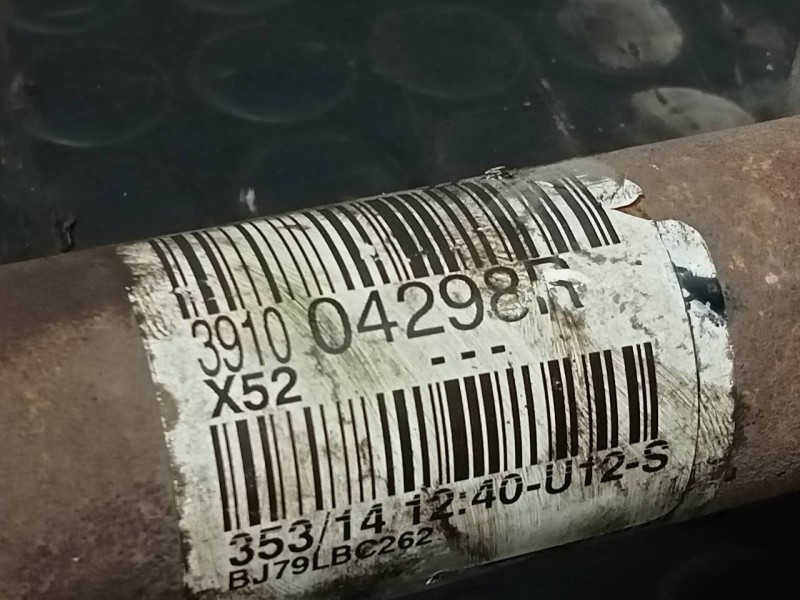 3910 04298R
X52 ---
353/14 12:40-U12-S
BJ79LBC262